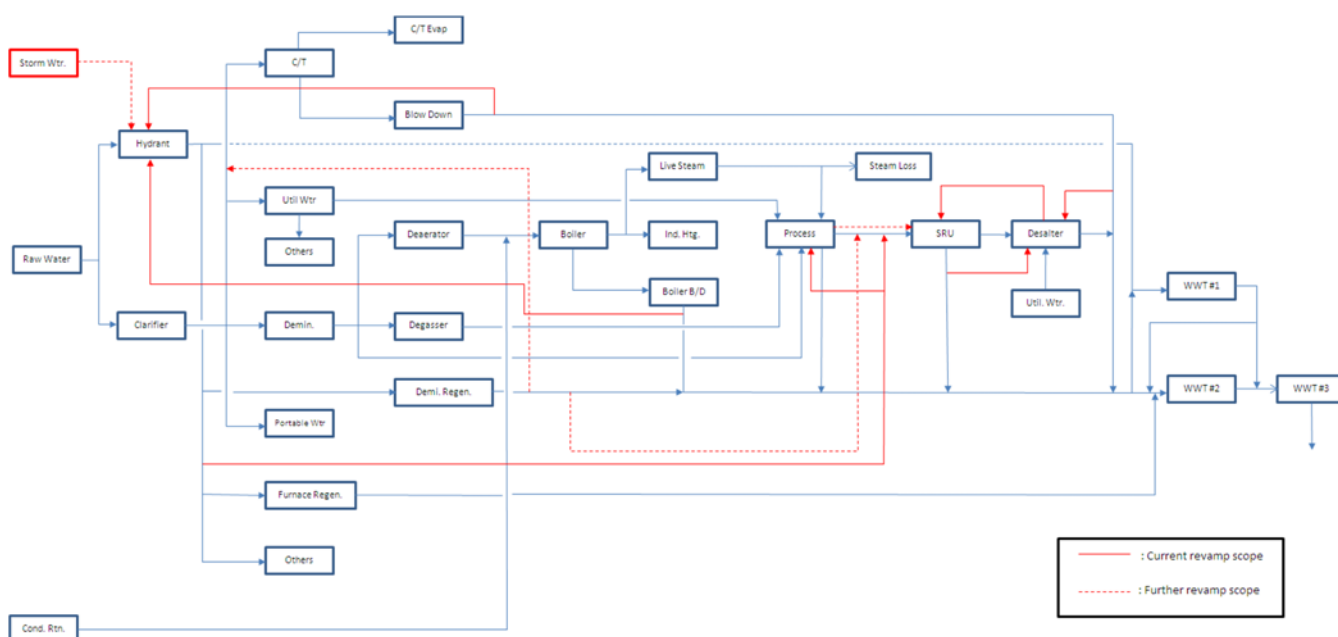 C/T Evap
Storm Wtr.
C/T
Blow Down
Hydrant
Live Steam
Steam Loss
Util Wtr
Deaerator
Boiler
Ind. Htg.
Process
SRU
Desalter
Others
Raw Water
Boiler B/D
WWT #1
Util. Wtr.
Clarifier
Demin.
Degasser
Demi. Regen.
WWT #2
WWT #3
Portable Wtr
Furnace Regen.
Others
: Current revamp scope
: Further revamp scope
Cond. Rtn.